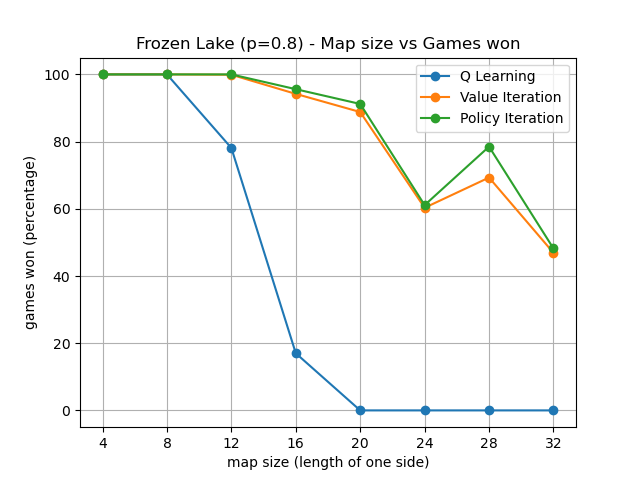 Frozen Lake (p=0.8) - Map size vs Games won
Q Learning
Value Iteration
Policy Iteration
games won (percentage)
100
80
60
40
20
0
4 8 12 16 20 24 28 32
map size (length of one side)